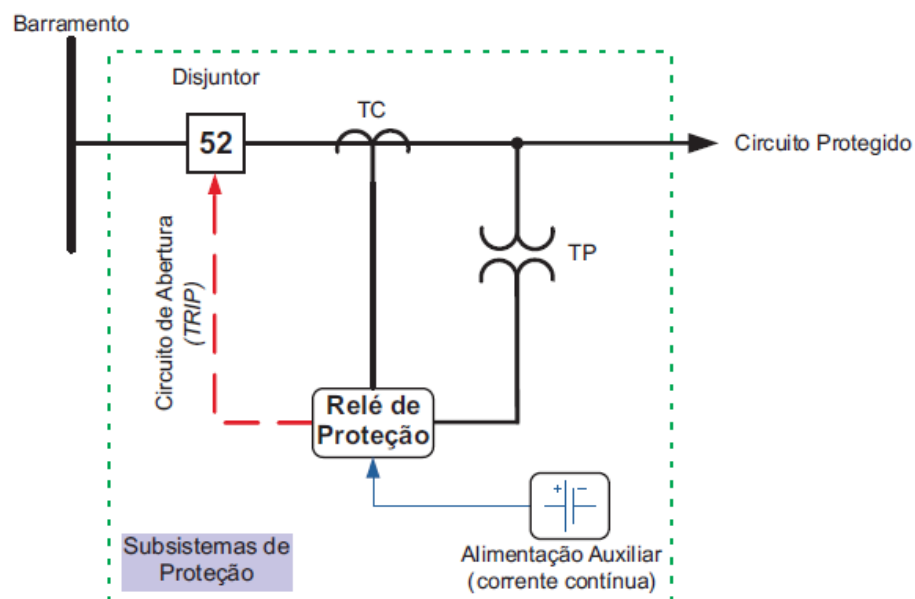 Barramento
Disjuntor
52
TC
Circuito Protegido
TP
Circuito de Abertura
(TRIP)
Relé de
Proteção
+ −
Alimentação Auxiliar
(corrente contínua)
Subsistemas de
Proteção